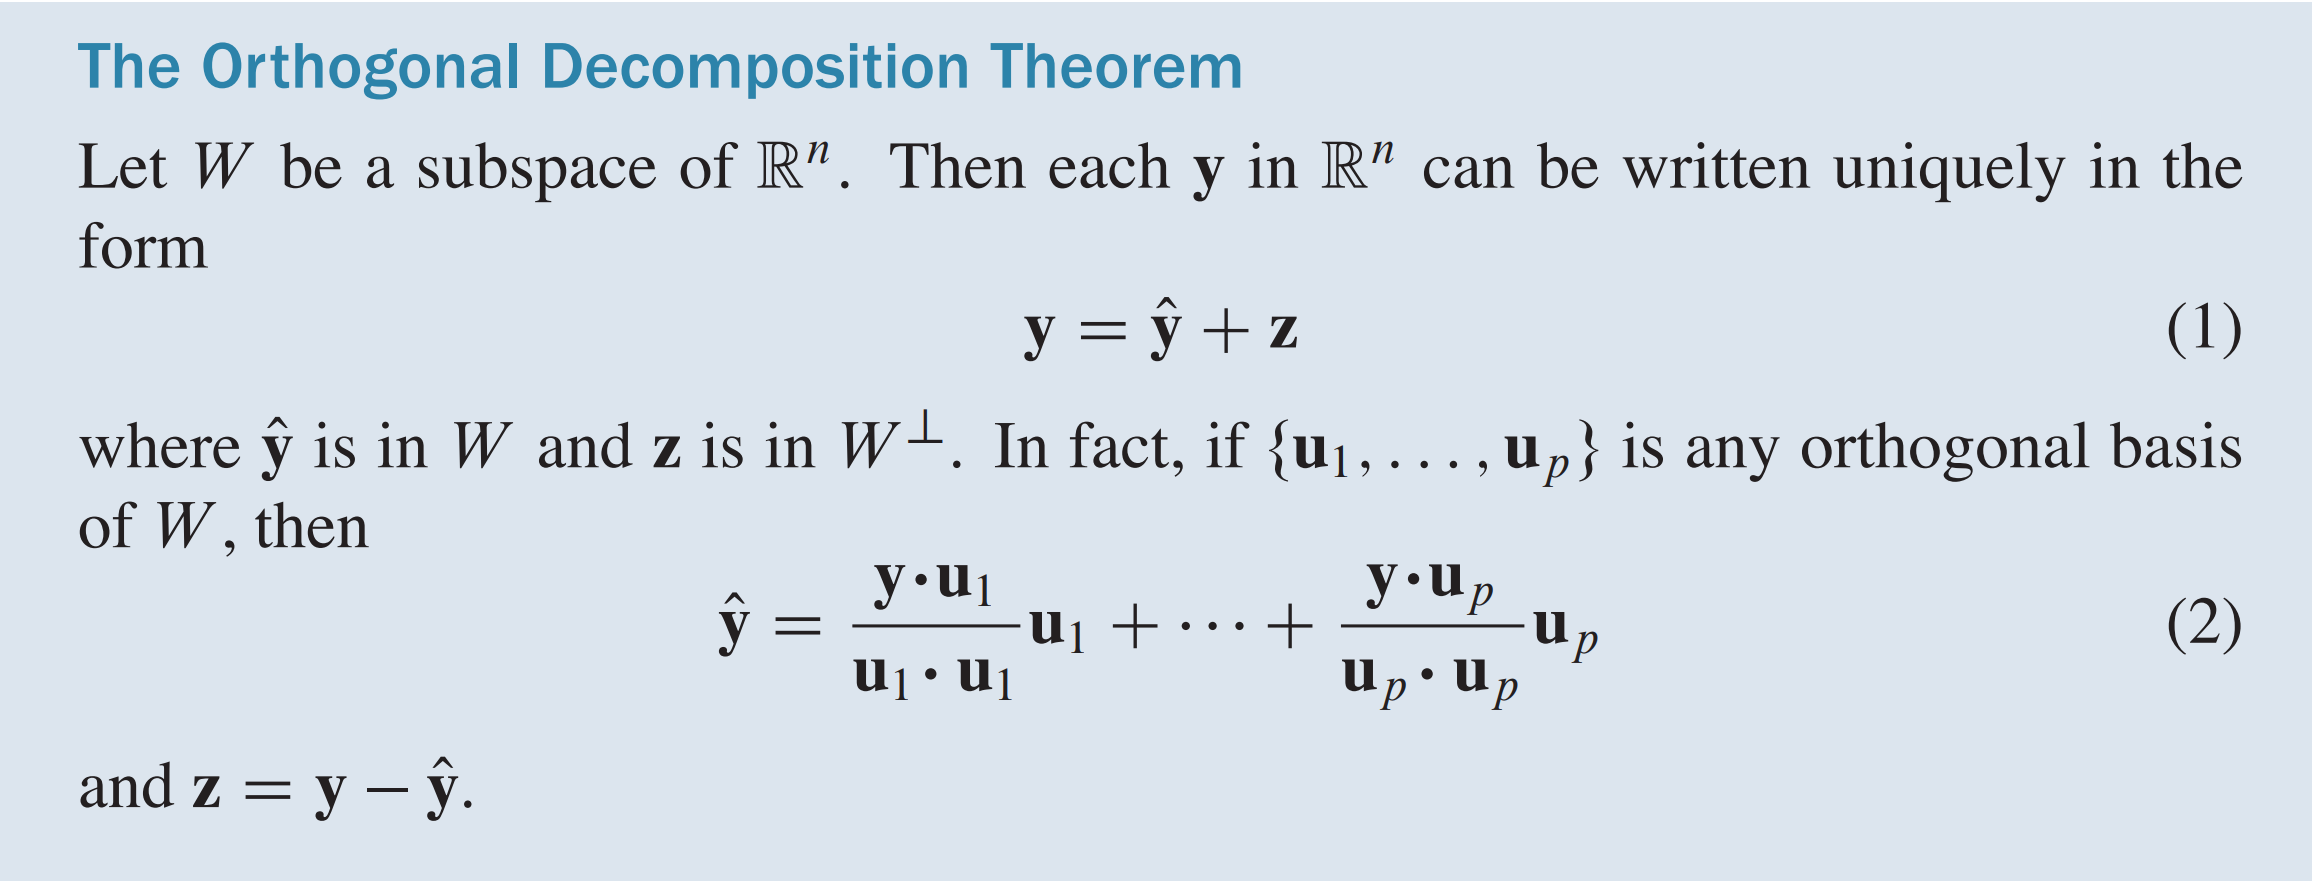 The Orthogonal Decomposition Theorem
Let W be a subspace of ℝⁿ. Then each y in ℝⁿ can be written uniquely in the
form
y = ŷ + z (1)
where ŷ is in W and z is in W⊥. In fact, if {u₁, . . . , uₚ} is any orthogonal basis
of W, then
ŷ = \frac{y·u₁}{u₁·u₁}u₁ + ··· + \frac{y·uₚ}{uₚ·uₚ}uₚ (2)
and z = y − ŷ.